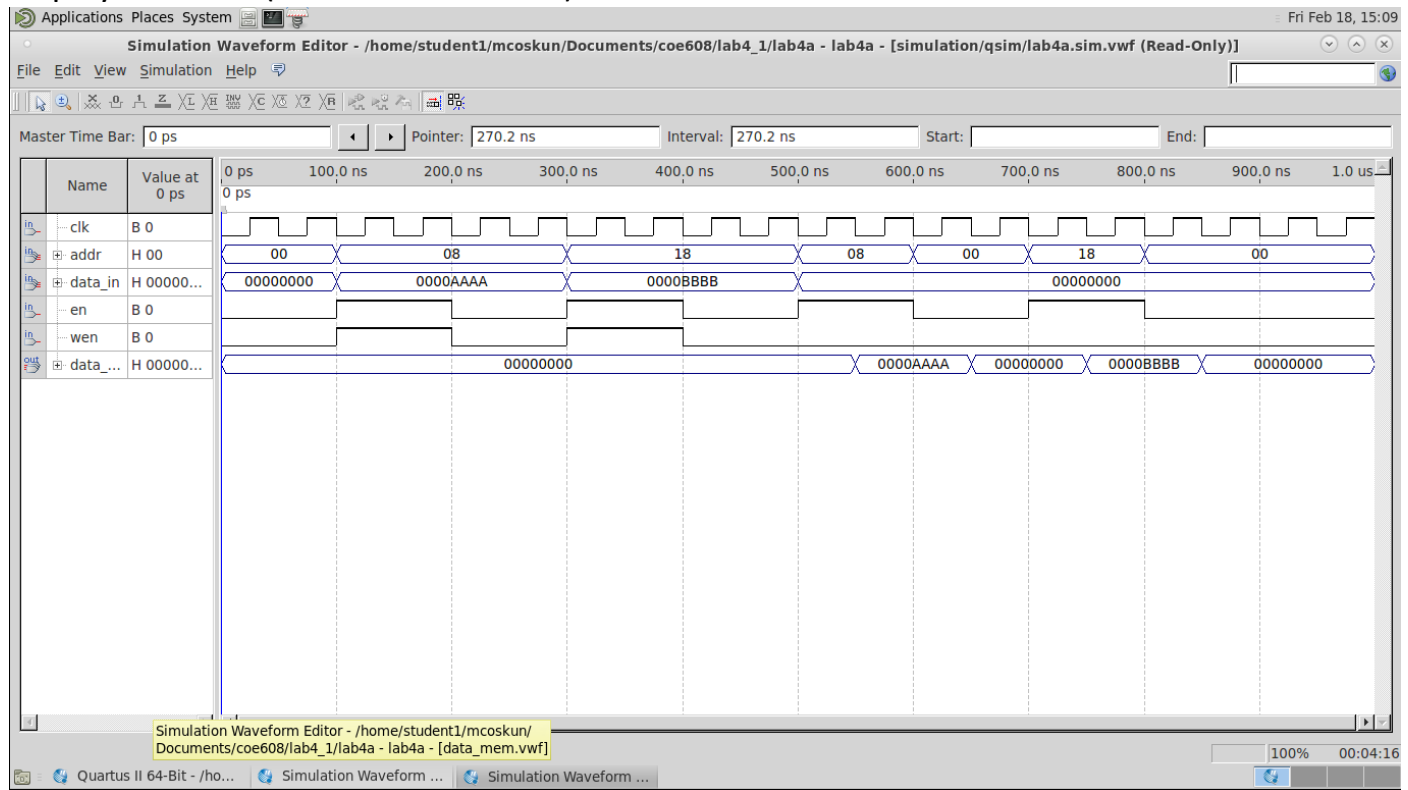 Applications Places System Fri Feb 18, 15:09
Simulation Waveform Editor - /home/student1/mcoskun/Documents/coe608/lab4_1/lab4a - lab4a - [simulation/qsim/lab4a.sim.vwf (Read-Only)]
File Edit View Simulation Help
Master Time Bar: 0 ps Pointer: 270.2 ns Interval: 270.2 ns Start: End:
Name Value at 0 ps 0 ps 100.0 ns 200.0 ns 300.0 ns 400.0 ns 500.0 ns 600.0 ns 700.0 ns 800.0 ns 900.0 ns 1.0 us
0 ps
clk B 0
addr H 00 00 08 18 08 00 18 00
data_in H 00000... 00000000 0000AAAA 0000BBBB 00000000
en B 0
wen B 0
data_... H 00000... 00000000 0000AAAA 00000000 0000BBBB 00000000
Simulation Waveform Editor - /home/student1/mcoskun/
Documents/coe608/lab4_1/lab4a - lab4a - [data_mem.vwf]
100% 00:04:16
Quartus II 64-Bit - /ho... Simulation Waveform ... Simulation Waveform ...